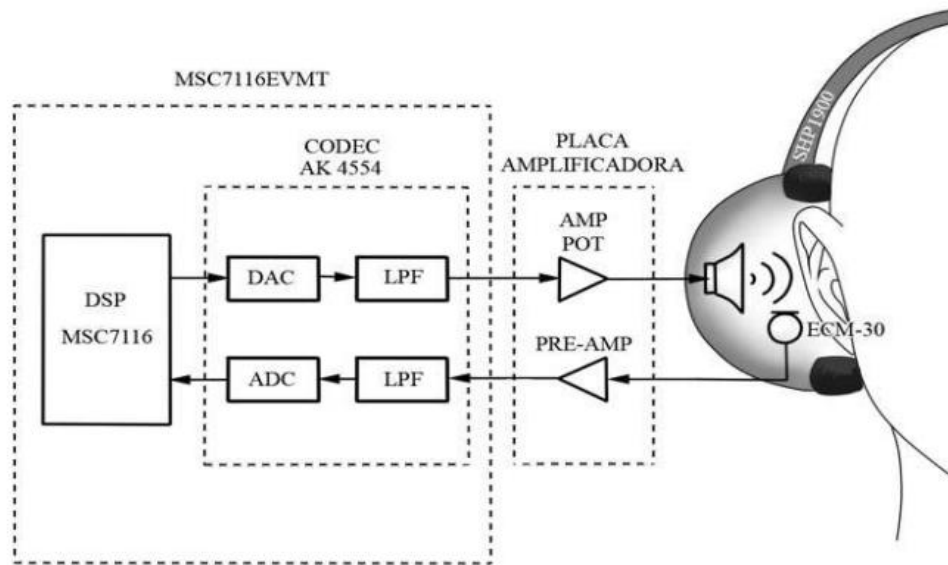 MSC7116EVMT
CODEC
AK 4554
PLACA
AMPLIFICADORA
SHP1900
AMP
POT
DAC
LPF
DSP
MSC7116
ECM-30
PRE-AMP
ADC
LPF